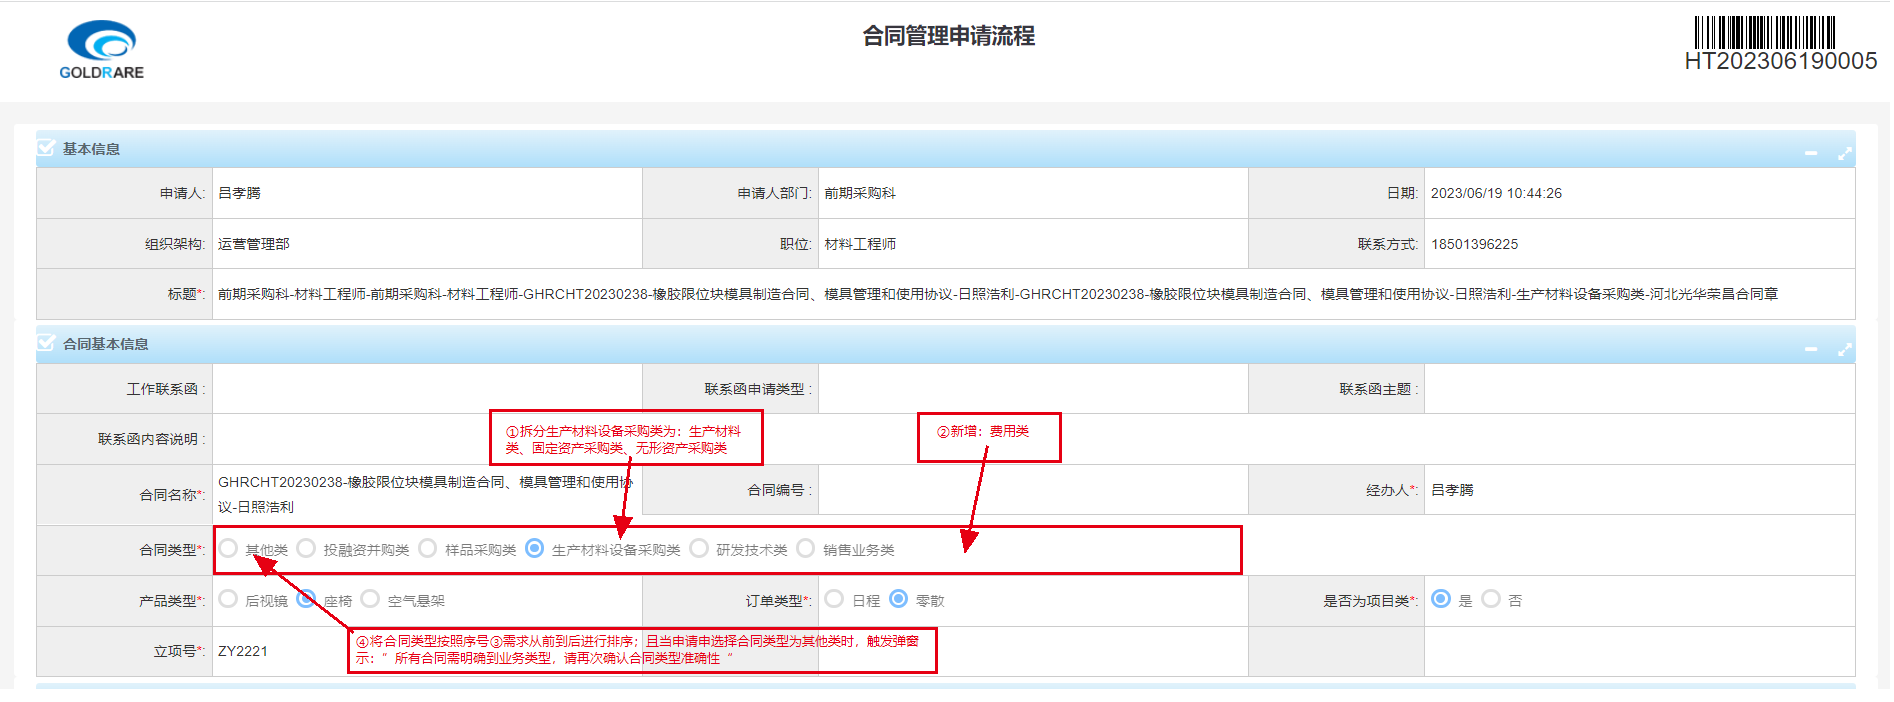 合同管理申请流程
GOLDRARE
HT202306190005
基本信息
申请人: 吕孝腾 申请人部门: 前期采购科 日期: 2023/06/19 10:44:26
组织架构: 运营管理部 职位: 材料工程师 联系方式: 18501396225
标题*: 前期采购科-材料工程师-前期采购科-材料工程师-GHRCHT20230238-橡胶限位块模具制造合同、模具管理和使用协议-日照浩利-GHRCHT20230238-橡胶限位块模具制造合同、模具管理和使用协议-日照浩利-生产材料设备采购类-河北光华荣昌合同章
合同基本信息
工作联系函 : 联系函申请类型 : 联系函主题 :
①拆分生产材料设备采购类为：生产材料
类、固定资产采购类、无形资产采购类
②新增：费用类
联系函内容说明 :
合同名称*: GHRCHT20230238-橡胶限位块模具制造合同、模具管理和使用协
议-日照浩利
合同编号 : 经办人*: 吕孝腾
合同类型*: 其他类 投融资并购类 样品采购类 生产材料设备采购类 研发技术类 销售业务类
产品类型*: 后视镜 座椅 空气悬架 订单类型*: 日程 零散 是否为项目类*: 是 否
④将合同类型按照序号③需求从前到后进行排序；且当申请申选择合同类型为其他类时，触发弹窗
示：”所有合同需明确到业务类型，请再次确认合同类型准确性“
立项号*: ZY2221